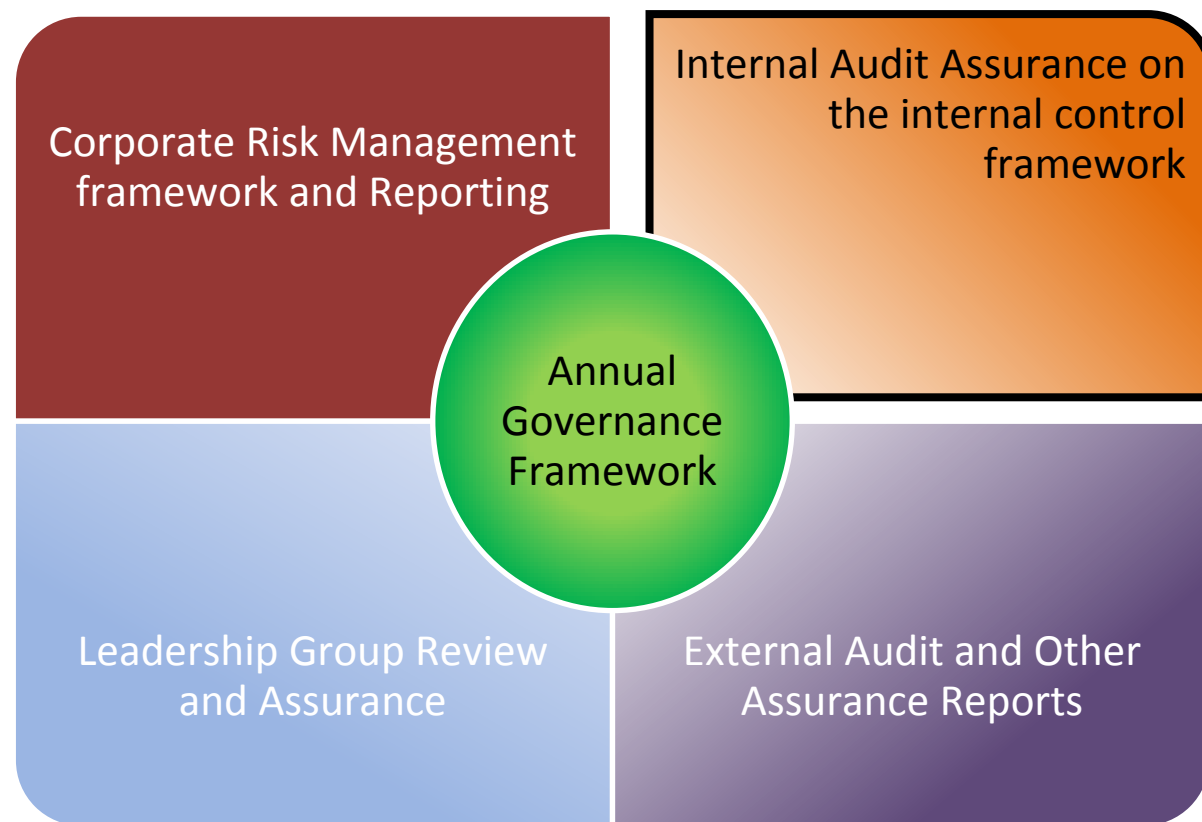 Corporate Risk Management
framework and Reporting
Internal Audit Assurance on
the internal control
framework
Annual
Governance
Framework
Leadership Group Review
and Assurance
External Audit and Other
Assurance Reports